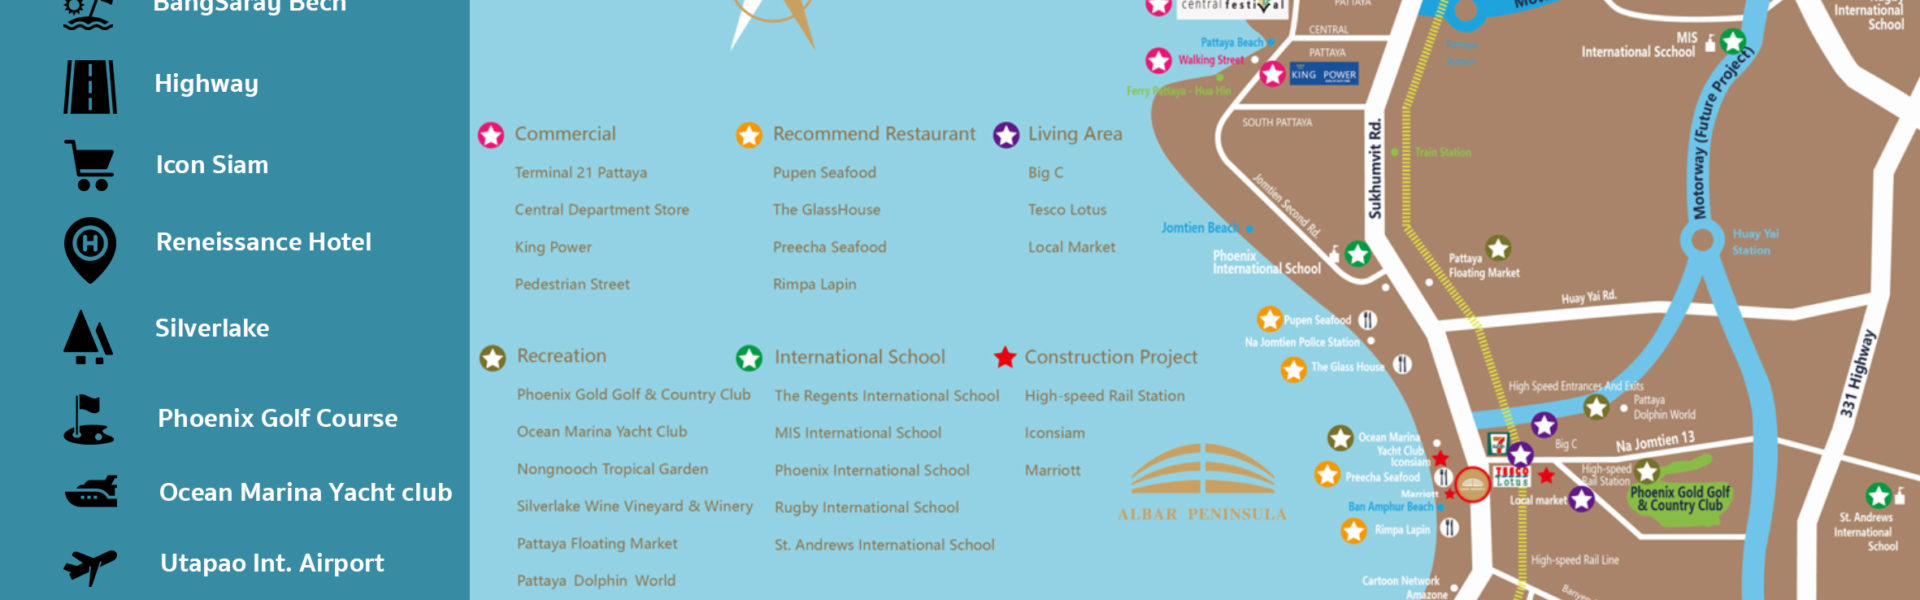 BangSaray Bech
Highway
Icon Siam
Reneissance Hotel
Silverlake
Phoenix Golf Course
Ocean Marina Yacht club
Utapao Int. Airport
Commercial
Terminal 21 Pattaya
Central Department Store
King Power
Pedestrian Street
Recommend Restaurant
Pupen Seafood
The GlassHouse
Preecha Seafood
Rimpa Lapin
Living Area
Big C
Tesco Lotus
Local Market
Recreation
Phoenix Gold Golf & Country Club
Ocean Marina Yacht Club
Nongnooch Tropical Garden
Silverlake Wine Vineyard & Winery
Pattaya Floating Market
Pattaya Dolphin World
International School
The Regents International School
MIS International School
Phoenix International School
Rugby International School
St. Andrews International School
Construction Project
High-speed Rail Station
Iconsiam
Marriott
ALBAR PENINSULA
central festival
PATTAYA
CENTRAL
PATTAYA
Pattaya Beach
Walking Street
KING POWER
Ferry Pattaya - Hua Hin
SOUTH PATTAYA
Sukhumvit Rd.
Train Station
Jomtien Second Rd.
Jomtien Beach
Phoenix
International School
Pattaya
Floating Market
MIS
International Scchool
International
School
Motorway (Future Project)
Huay Yai
Station
Huay Yai Rd.
331 Highway
Pupen Seafood
Na Jomtien Police Station
The Glass House
High Speed Entrances And Exits
Pattaya
Dolphin World
Ocean Marina
Yacht Club
Iconsiam
Preecha Seafood
Marriott
Ban Amphur Beach
Rimpa Lapin
TESCO
Lotus
Big C
Na Jomtien 13
High-speed
Rail Station
Local market
Phoenix Gold Golf
& Country Club
St. Andrews
International
School
High-speed Rail Line
Cartoon Network
Amazone